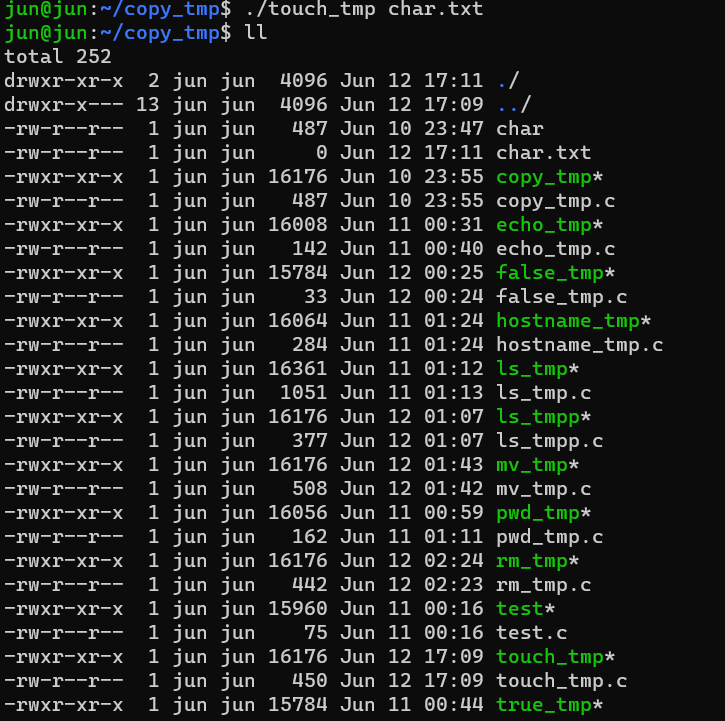 jun@jun:~/copy_tmp$ ./touch_tmp char.txt
jun@jun:~/copy_tmp$ ll
total 252
drwxr-xr-x  2 jun jun  4096 Jun 12 17:11 ./
drwxr-x--- 13 jun jun  4096 Jun 12 17:09 ../
-rw-r--r--  1 jun jun   487 Jun 10 23:47 char
-rw-r--r--  1 jun jun     0 Jun 12 17:11 char.txt
-rwxr-xr-x  1 jun jun 16176 Jun 10 23:55 copy_tmp*
-rw-r--r--  1 jun jun   487 Jun 10 23:55 copy_tmp.c
-rwxr-xr-x  1 jun jun 16008 Jun 11 00:31 echo_tmp*
-rw-r--r--  1 jun jun   142 Jun 11 00:40 echo_tmp.c
-rwxr-xr-x  1 jun jun 15784 Jun 12 00:25 false_tmp*
-rw-r--r--  1 jun jun    33 Jun 12 00:24 false_tmp.c
-rwxr-xr-x  1 jun jun 16064 Jun 11 01:24 hostname_tmp*
-rw-r--r--  1 jun jun   284 Jun 11 01:24 hostname_tmp.c
-rwxr-xr-x  1 jun jun 16361 Jun 11 01:12 ls_tmp*
-rw-r--r--  1 jun jun  1051 Jun 11 01:13 ls_tmp.c
-rwxr-xr-x  1 jun jun 16176 Jun 12 01:07 ls_tmpp*
-rw-r--r--  1 jun jun   377 Jun 12 01:07 ls_tmpp.c
-rwxr-xr-x  1 jun jun 16176 Jun 12 01:43 mv_tmp*
-rw-r--r--  1 jun jun   508 Jun 12 01:42 mv_tmp.c
-rwxr-xr-x  1 jun jun 16056 Jun 11 00:59 pwd_tmp*
-rw-r--r--  1 jun jun   162 Jun 11 01:11 pwd_tmp.c
-rwxr-xr-x  1 jun jun 16176 Jun 12 02:24 rm_tmp*
-rw-r--r--  1 jun jun   442 Jun 12 02:23 rm_tmp.c
-rwxr-xr-x  1 jun jun 15960 Jun 11 00:16 test*
-rw-r--r--  1 jun jun    75 Jun 11 00:16 test.c
-rwxr-xr-x  1 jun jun 16176 Jun 12 17:09 touch_tmp*
-rw-r--r--  1 jun jun   450 Jun 12 17:09 touch_tmp.c
-rwxr-xr-x  1 jun jun 15784 Jun 11 00:44 true_tmp*